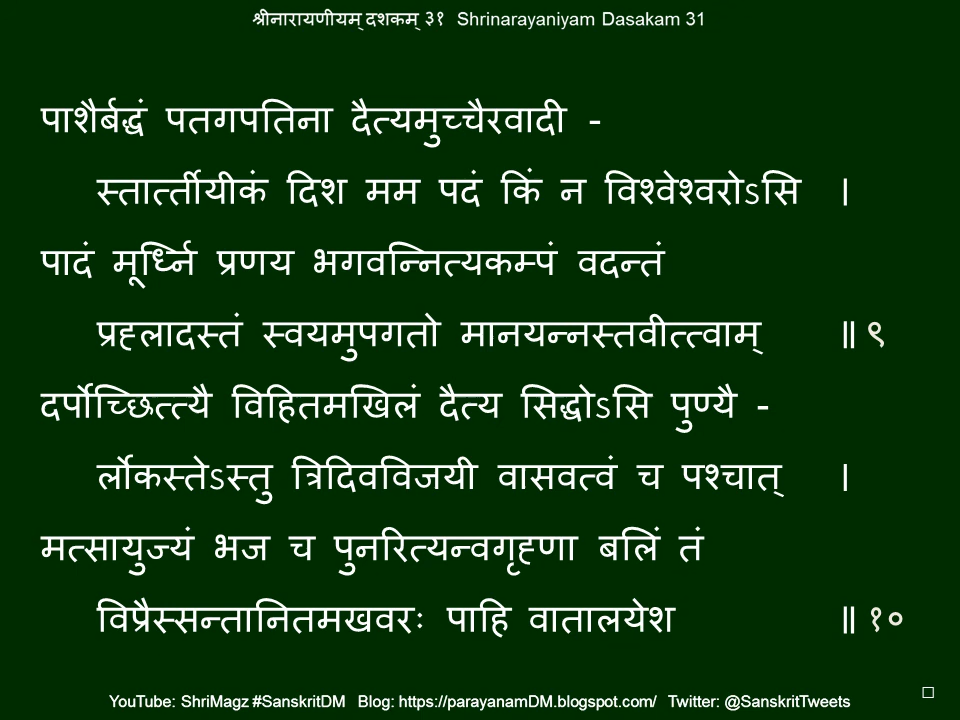 श्रीनारायणीयम् दशकम् ३१ Shrinarayaniyam Dasakam 31
पाशैर्बद्धं पतगपतिना दैत्यमुच्चैरवादी -
स्तार्त्तीयीकं दिश मम पदं किं न विश्वेश्वरोऽसि ।
पादं मूर्ध्नि प्रणय भगवन्नित्यकम्पं वदन्तं
प्रह्लादस्तं स्वयमुपगतो मानयन्नस्तवीत्त्वाम् ॥ ९
दर्पोच्छित्त्यै विहितमखिलं दैत्य सिद्धोऽसि पुण्यै -
र्लोकस्तेऽस्तु त्रिदिवविजयी वासवत्वं च पश्चात् ।
मत्सायुज्यं भज च पुनरित्यन्वगृह्णा बलिं तं
विप्रैस्सन्तानितमखवरः पाहि वातालयेश ॥ १०
YouTube: ShriMagz #SanskritDM Blog: https://parayanamDM.blogspot.com/ Twitter: @SanskritTweets